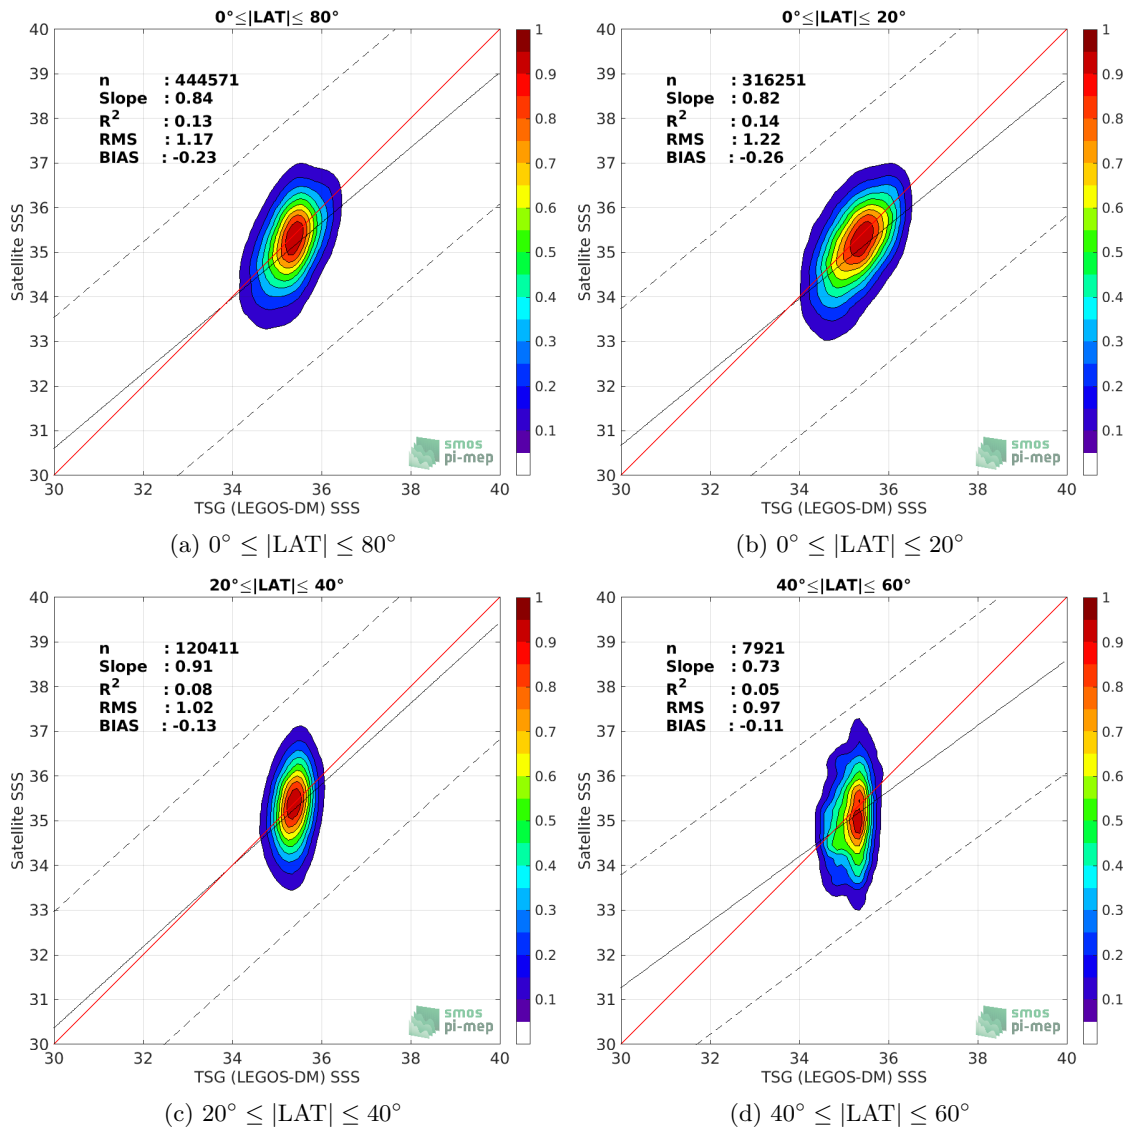 0°≤|LAT|≤ 80°
n : 444571
Slope : 0.84
R² : 0.13
RMS : 1.17
BIAS : -0.23
Satellite SSS
40
39
38
37
36
35
34
33
32
31
30
30 32 34 36 38 40
TSG (LEGOS-DM) SSS
1
0.9
0.8
0.7
0.6
0.5
0.4
0.3
0.2
0.1
smos
pi-mep
(a) 0° ≤ |LAT| ≤ 80°
0°≤|LAT|≤ 20°
n : 316251
Slope : 0.82
R² : 0.14
RMS : 1.22
BIAS : -0.26
Satellite SSS
40
39
38
37
36
35
34
33
32
31
30
30 32 34 36 38 40
TSG (LEGOS-DM) SSS
1
0.9
0.8
0.7
0.6
0.5
0.4
0.3
0.2
0.1
smos
pi-mep
(b) 0° ≤ |LAT| ≤ 20°
20°≤|LAT|≤ 40°
n : 120411
Slope : 0.91
R² : 0.08
RMS : 1.02
BIAS : -0.13
Satellite SSS
40
39
38
37
36
35
34
33
32
31
30
30 32 34 36 38 40
TSG (LEGOS-DM) SSS
1
0.9
0.8
0.7
0.6
0.5
0.4
0.3
0.2
0.1
smos
pi-mep
(c) 20° ≤ |LAT| ≤ 40°
40°≤|LAT|≤ 60°
n : 7921
Slope : 0.73
R² : 0.05
RMS : 0.97
BIAS : -0.11
Satellite SSS
40
39
38
37
36
35
34
33
32
31
30
30 32 34 36 38 40
TSG (LEGOS-DM) SSS
1
0.9
0.8
0.7
0.6
0.5
0.4
0.3
0.2
0.1
smos
pi-mep
(d) 40° ≤ |LAT| ≤ 60°